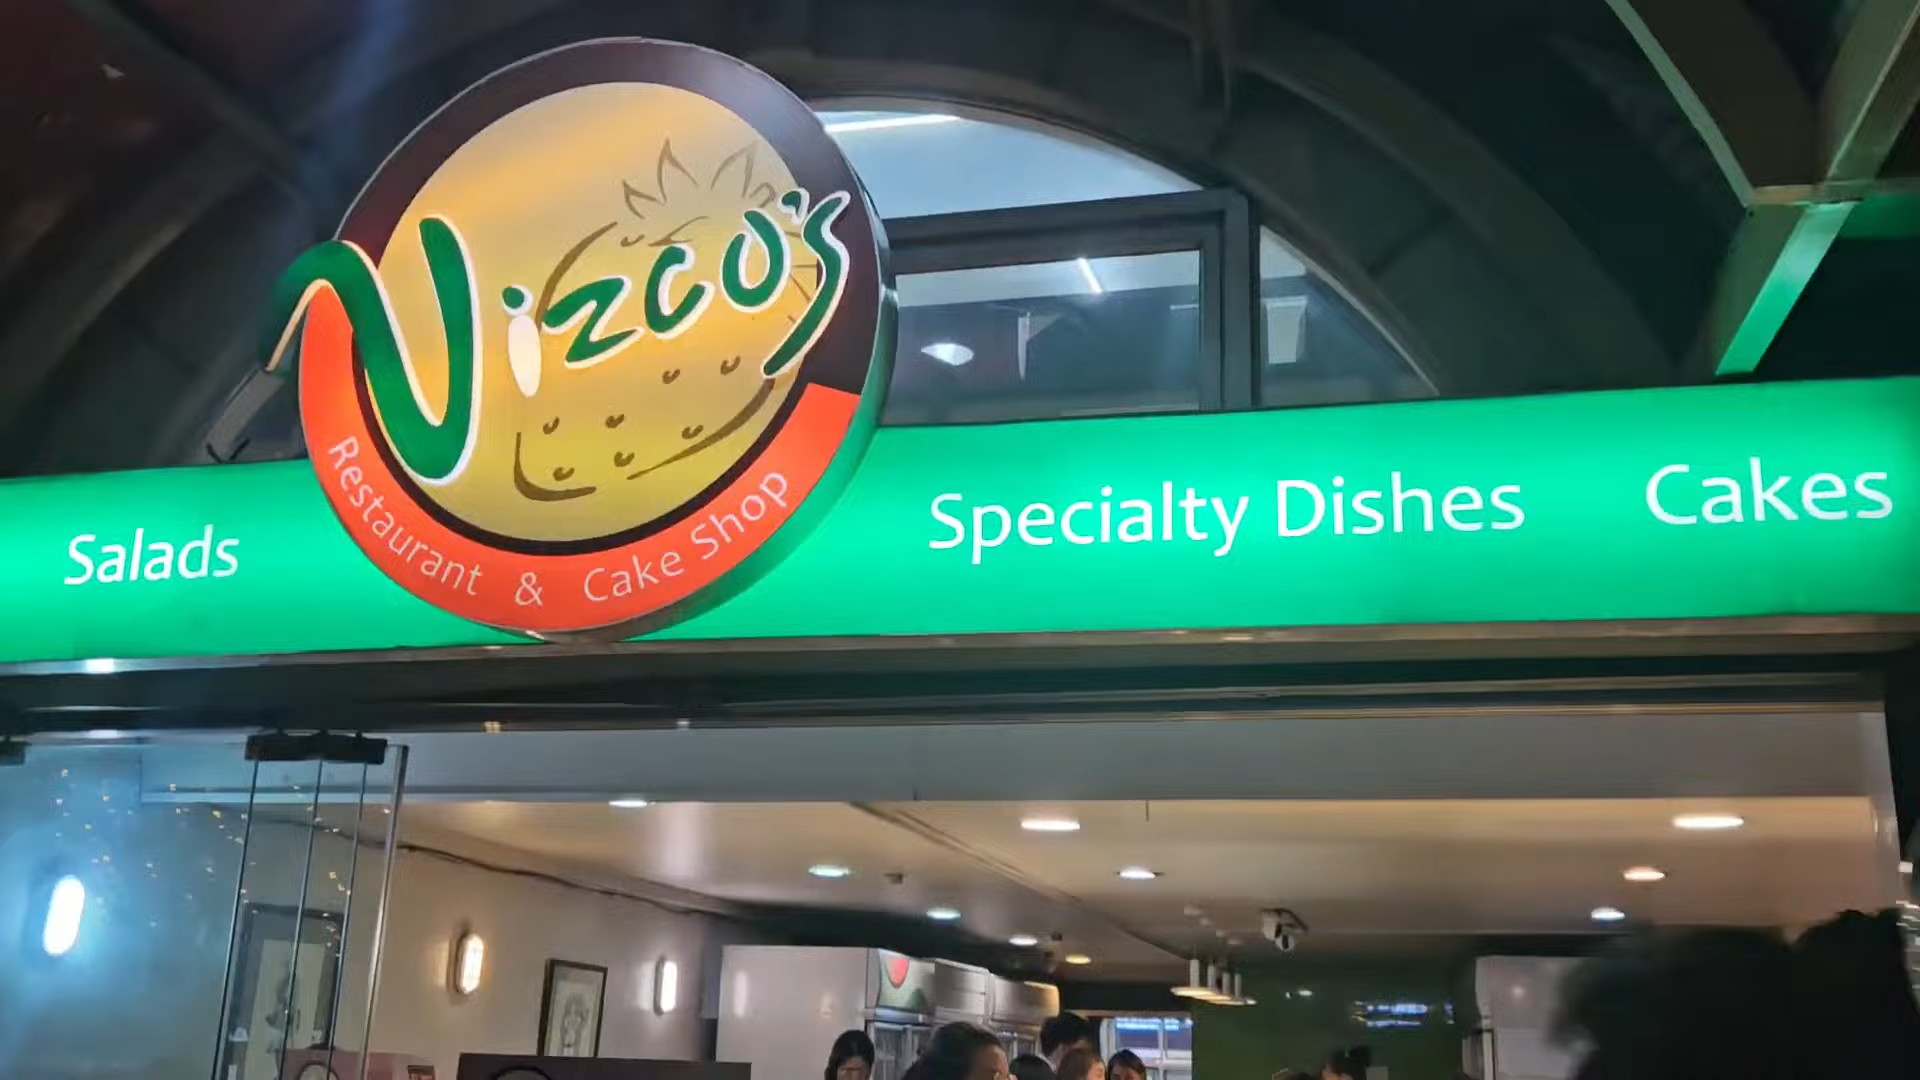 Vizco's
Restaurant & Cake Shop
Salads
Specialty Dishes
Cakes